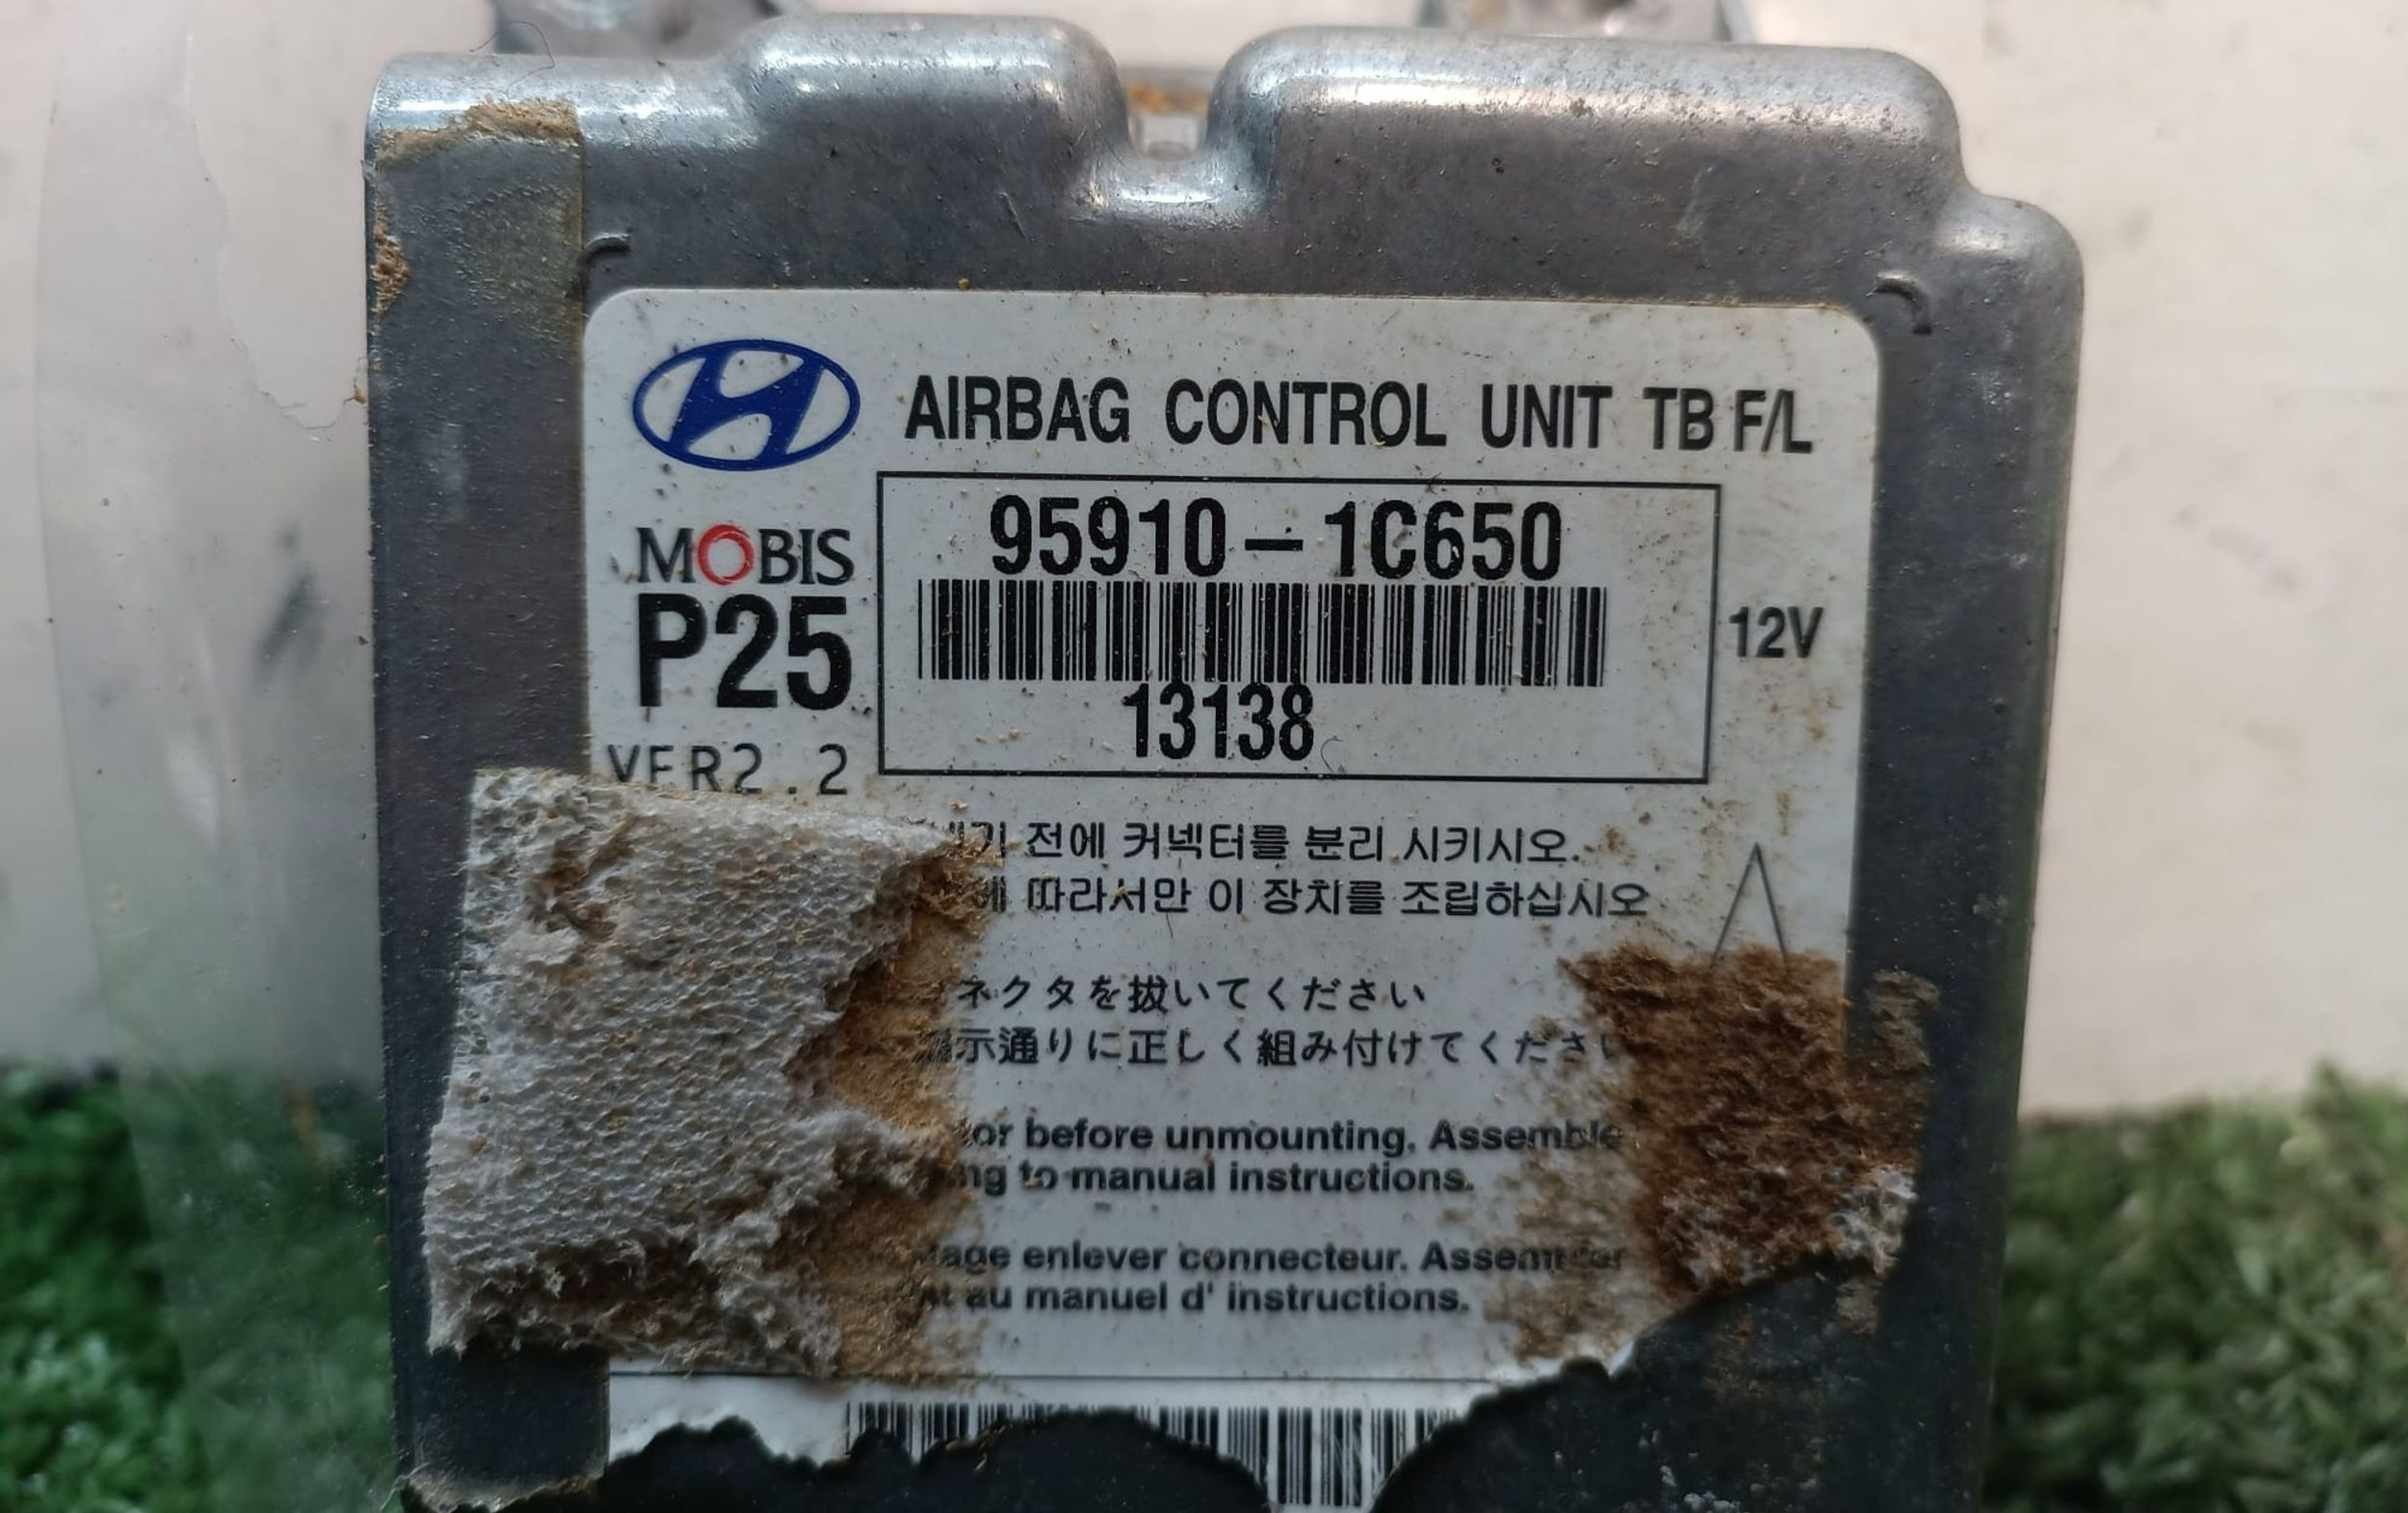 AIRBAG CONTROL UNIT TB F/L
MOBIS
95910-1C650
P25
12V
13138
VER2.2
전에 커넥터를 분리 시키시오.
따라서만 이 장치를 조립하십시오
ネクタを抜いてください
示通りに正しく組み付けてください
before unmounting. Assemble
to manual instructions.
enlever connecteur. Assembler
au manuel d' instructions.